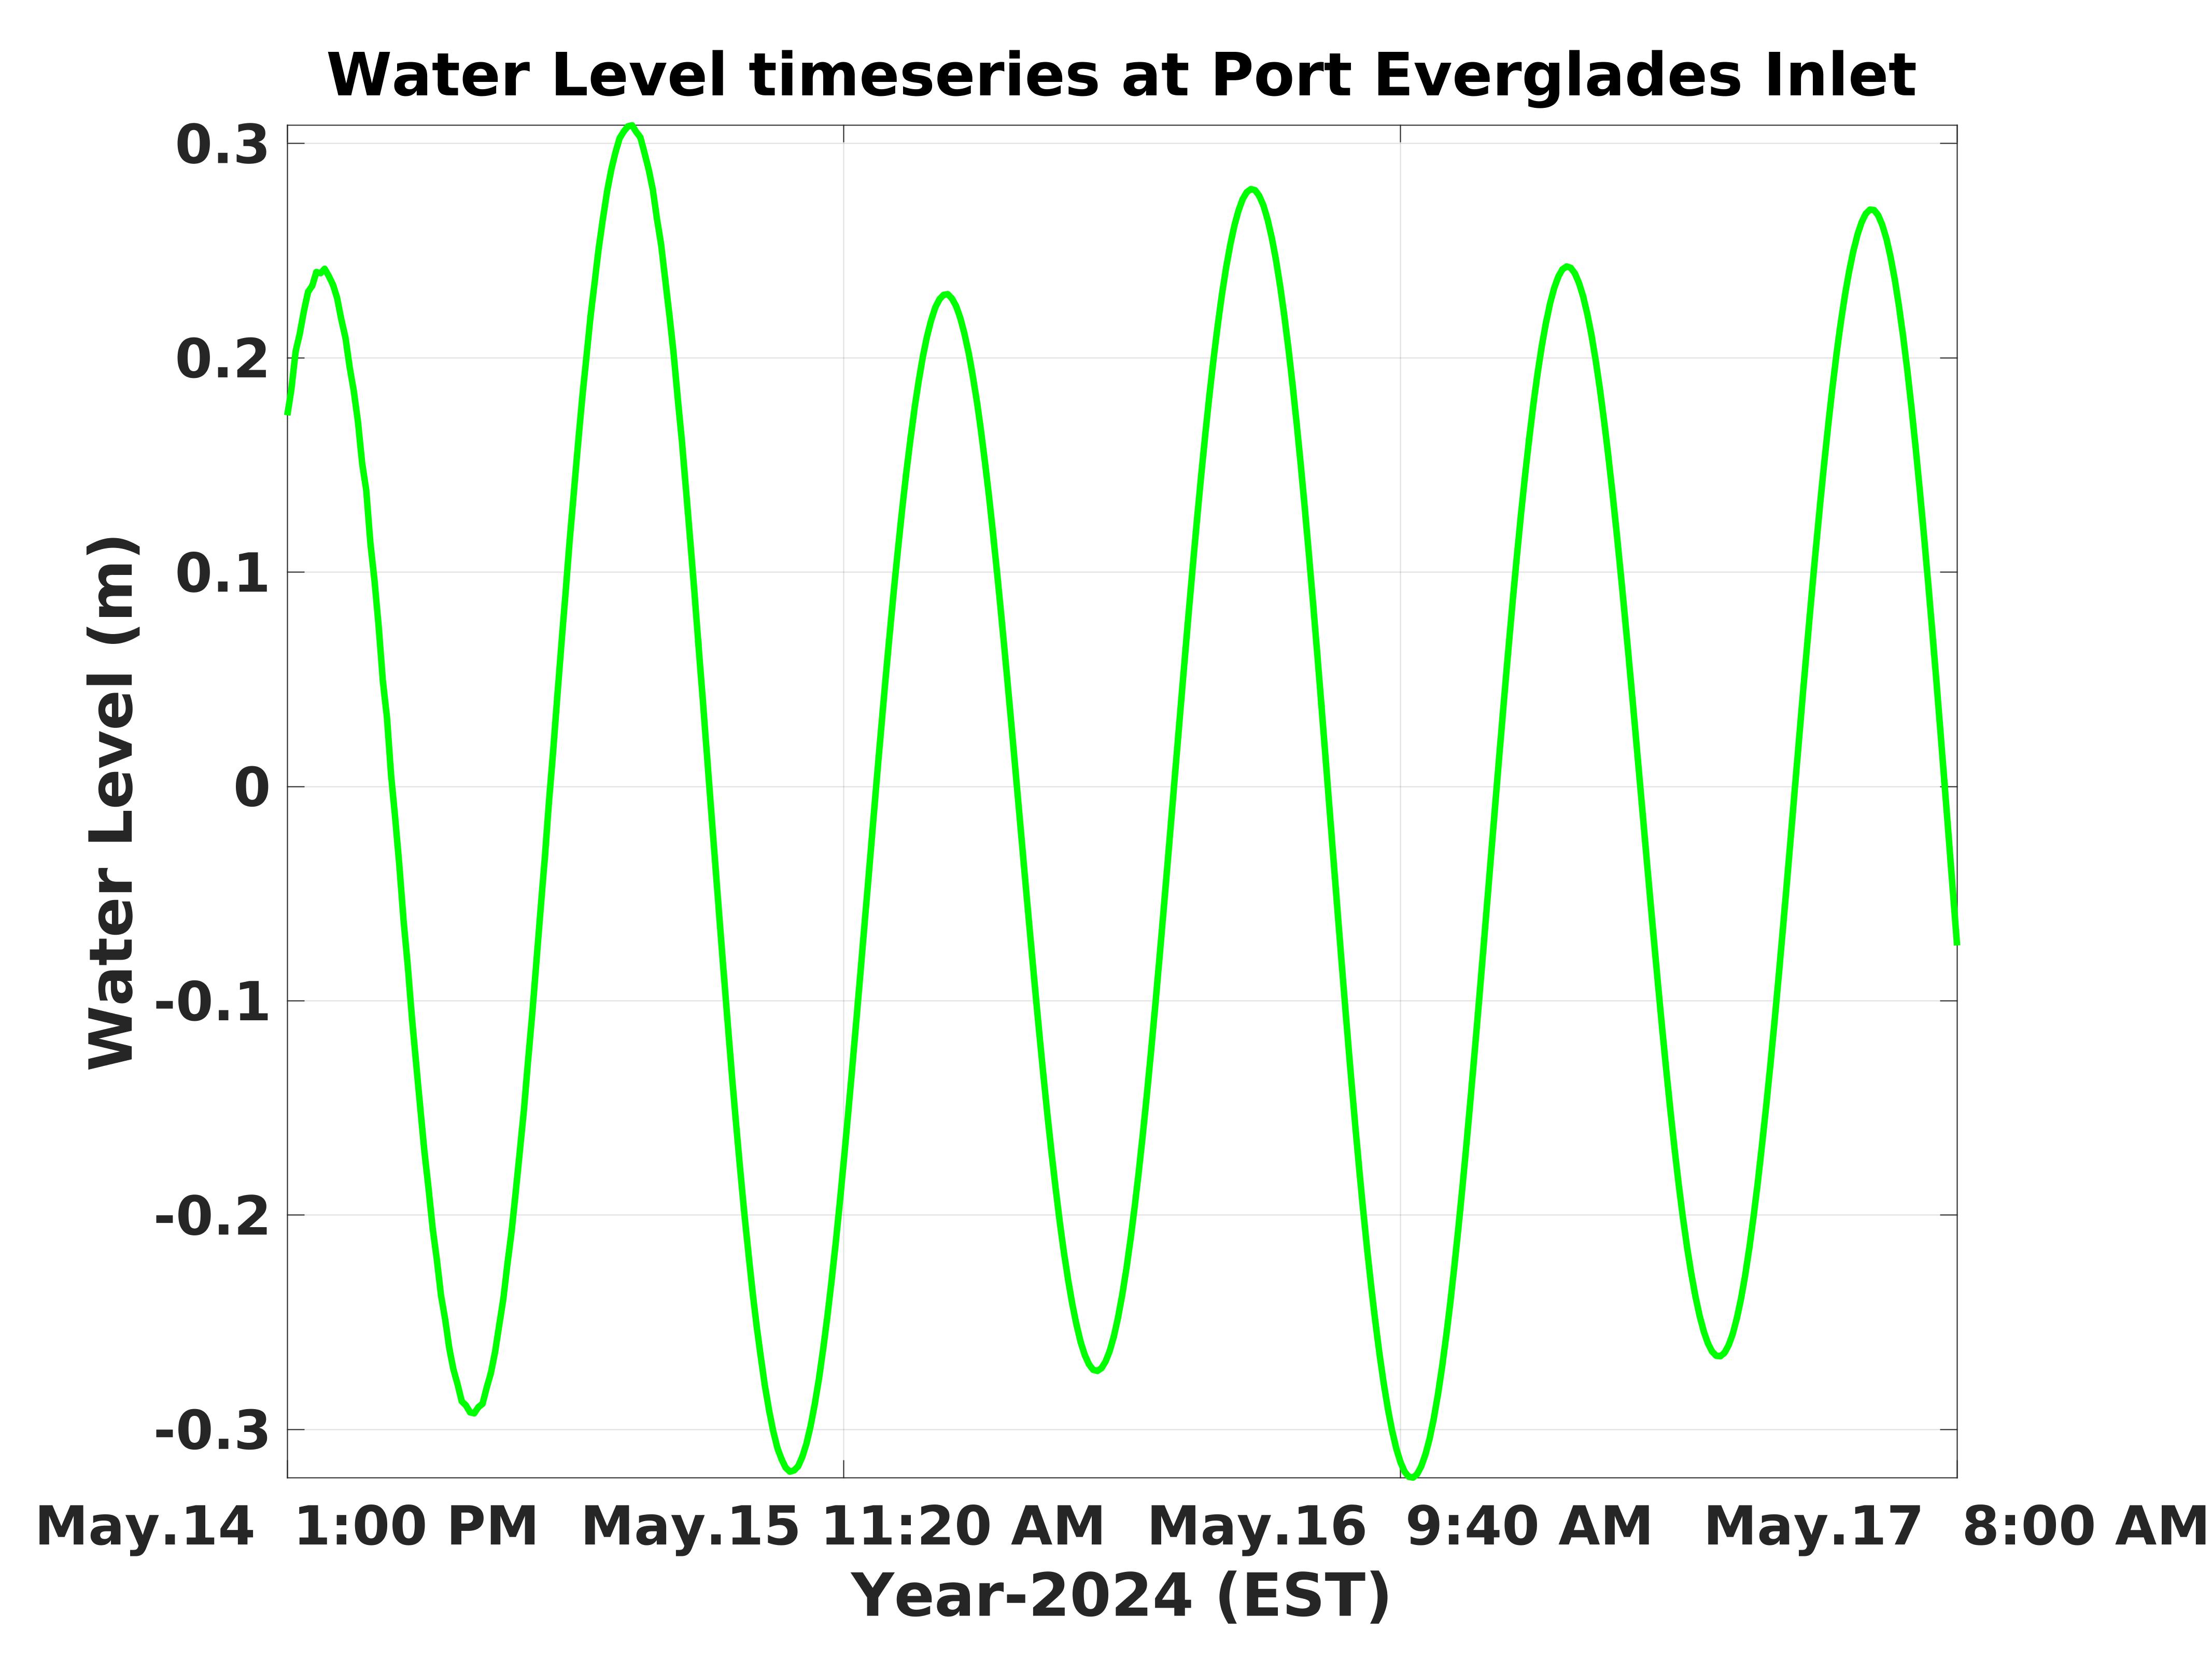 Water Level timeseries at Port Everglades Inlet
0.3
0.2
0.1
0
-0.1
-0.2
-0.3
Water Level (m)
May.14 1:00 PM May.15 11:20 AM May.16 9:40 AM May.17 8:00 AM
Year-2024 (EST)